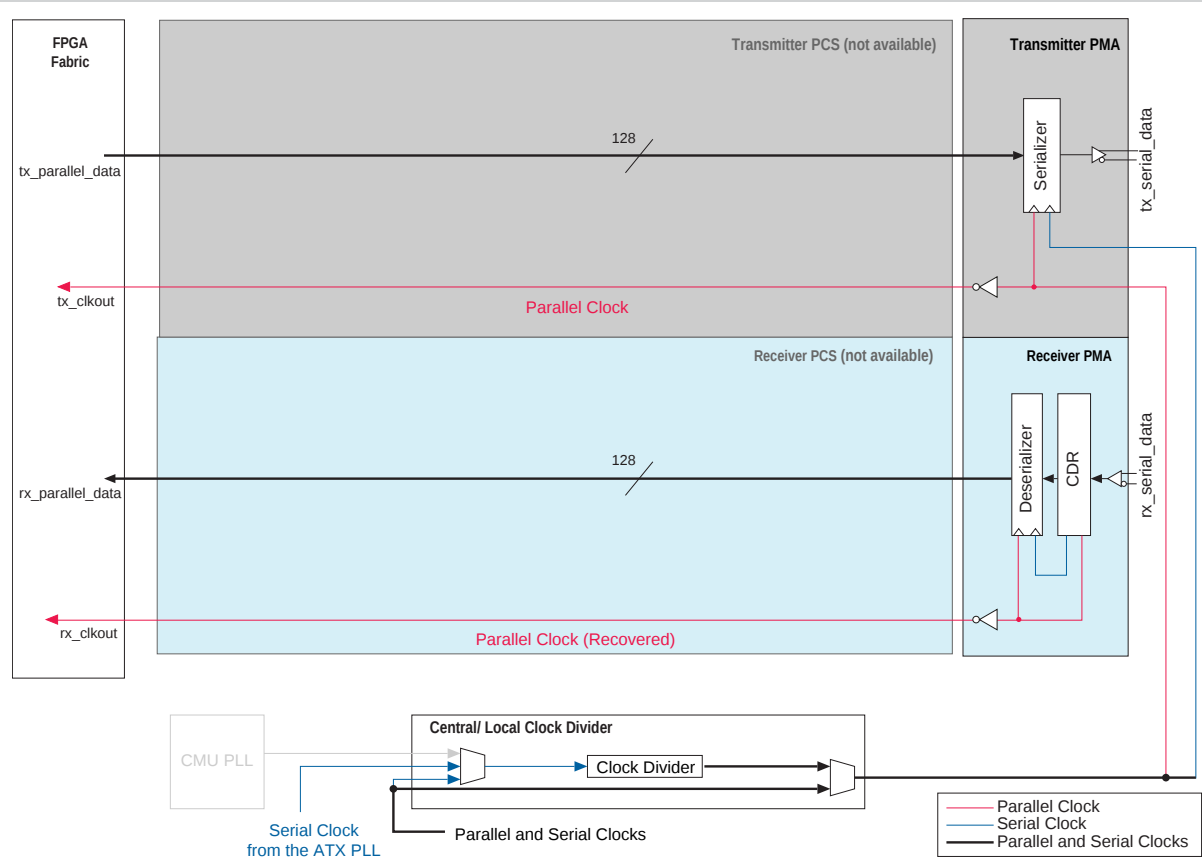 FPGA
Fabric
Transmitter PCS (not available)
Transmitter PMA
128
Serializer
tx_serial_data
tx_parallel_data
tx_clkout
Parallel Clock
Receiver PCS (not available)
Receiver PMA
128
Deserializer
CDR
rx_serial_data
rx_parallel_data
rx_clkout
Parallel Clock (Recovered)
Central/ Local Clock Divider
CMU PLL
Clock Divider
Serial Clock
from the ATX PLL
Parallel and Serial Clocks
Parallel Clock
Serial Clock
Parallel and Serial Clocks